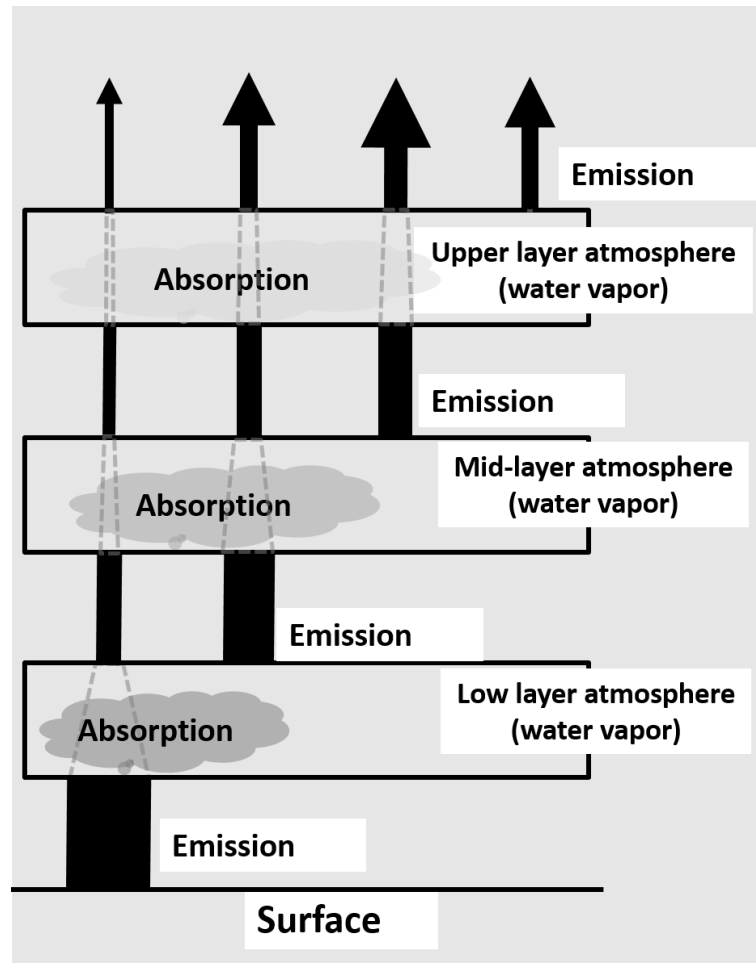 Emission
Upper layer atmosphere
(water vapor)
Absorption
Emission
Mid-layer atmosphere
(water vapor)
Absorption
Emission
Low layer atmosphere
(water vapor)
Absorption
Emission
Surface